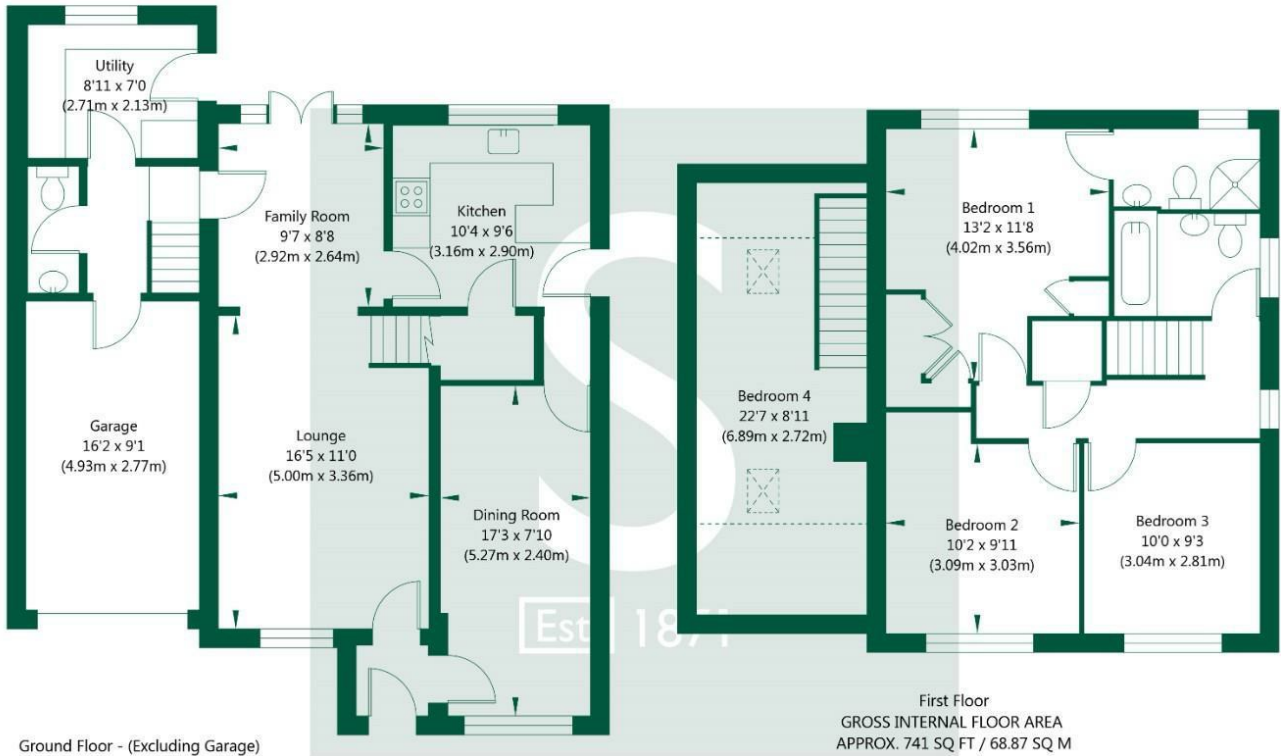 Utility
8'11 x 7'0
(2.71m x 2.13m)
Family Room
9'7 x 8'8
(2.92m x 2.64m)
Kitchen
10'4 x 9'6
(3.16m x 2.90m)
Garage
16'2 x 9'1
(4.93m x 2.77m)
Lounge
16'5 x 11'0
(5.00m x 3.36m)
Dining Room
17'3 x 7'10
(5.27m x 2.40m)
Ground Floor - (Excluding Garage)
Bedroom 4
22'7 x 8'11
(6.89m x 2.72m)
Bedroom 1
13'2 x 11'8
(4.02m x 3.56m)
Bedroom 2
10'2 x 9'11
(3.09m x 3.03m)
Bedroom 3
10'0 x 9'3
(3.04m x 2.81m)
First Floor
GROSS INTERNAL FLOOR AREA
APPROX. 741 SQ FT / 68.87 SQ M
S
Est 1871